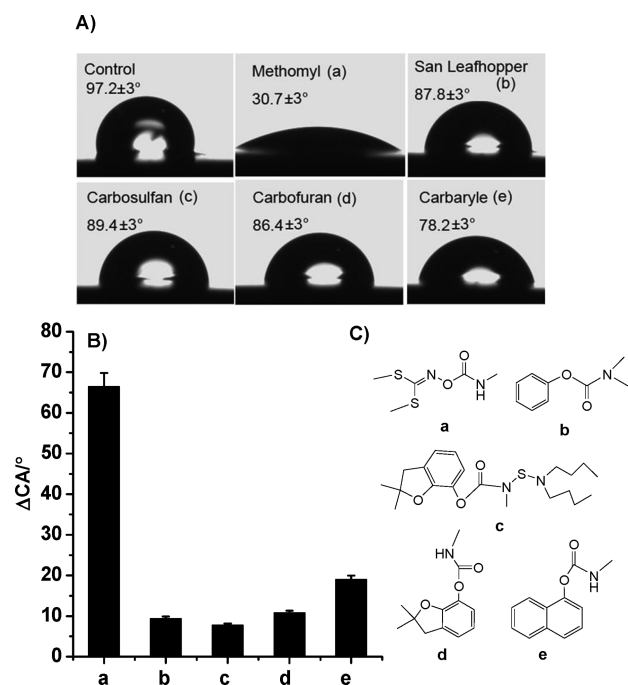 A)
Control
97.2±3°
Methomyl (a)
30.7±3°
San Leafhopper
(b)
87.8±3°
Carbosulfan (c)
89.4±3°
Carbofuran (d)
86.4±3°
Carbaryle (e)
78.2±3°
B)
ΔCA/°
80
70
60
50
40
30
20
10
0
a b c d e
C)
S N O O N H S
a
O N O
b
O O O N S N
c
HN O O O
d
O O N H
e